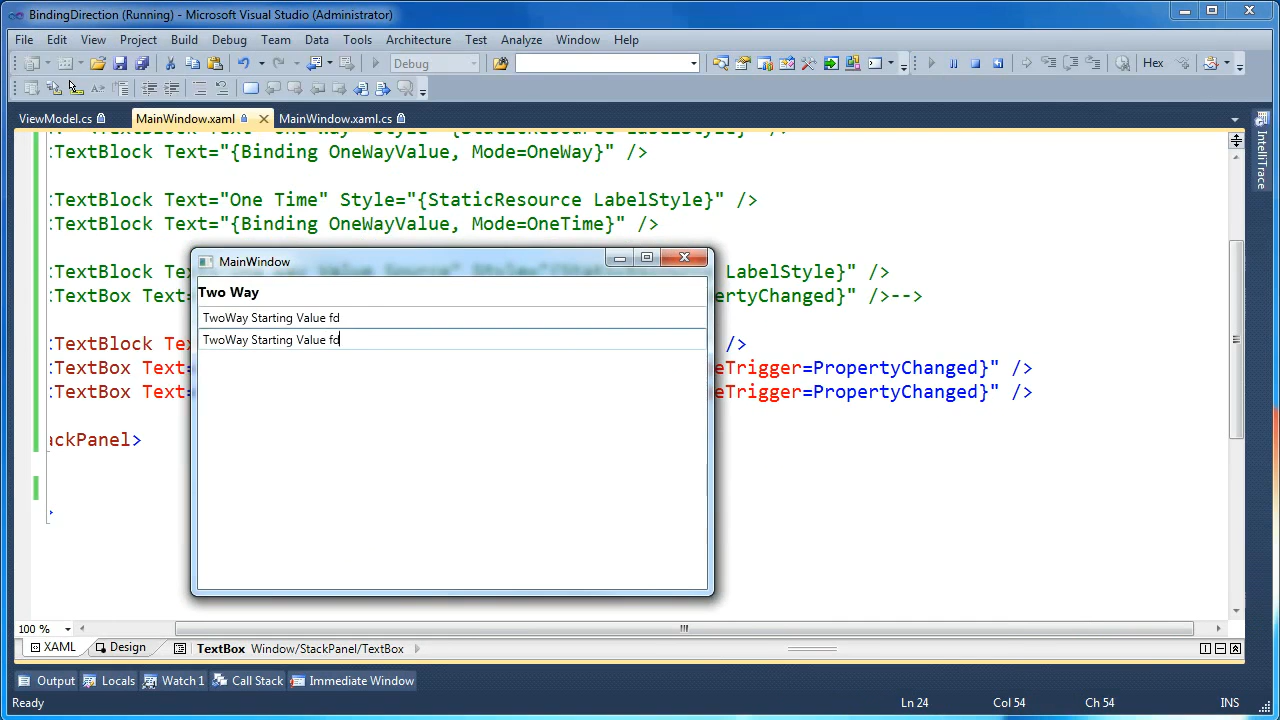 BindingDirection (Running) - Microsoft Visual Studio (Administrator)
File Edit View Project Build Debug Team Data Tools Architecture Test Analyze Window Help
Debug Hex
ViewModel.cs MainWindow.xaml MainWindow.xaml.cs
:TextBlock Text="{Binding OneWayValue, Mode=OneWay}" />
:TextBlock Text="One Time" Style="{StaticResource LabelStyle}" />
:TextBlock Text="{Binding OneWayValue, Mode=OneTime}" />
MainWindow
:TextBlock Te LabelStyle}" />
Two Way
:TextBox Text= pertyChanged}" />-->
TwoWay Starting Value fd
TwoWay Starting Value fd
:TextBlock Te />
:TextBox Text= eTrigger=PropertyChanged}" />
:TextBox Text= eTrigger=PropertyChanged}" />
ackPanel>
>
100 %
XAML Design TextBox Window/StackPanel/TextBox
Output Locals Watch 1 Call Stack Immediate Window
Ready Ln 24 Col 54 Ch 54 INS
IntelliTrace